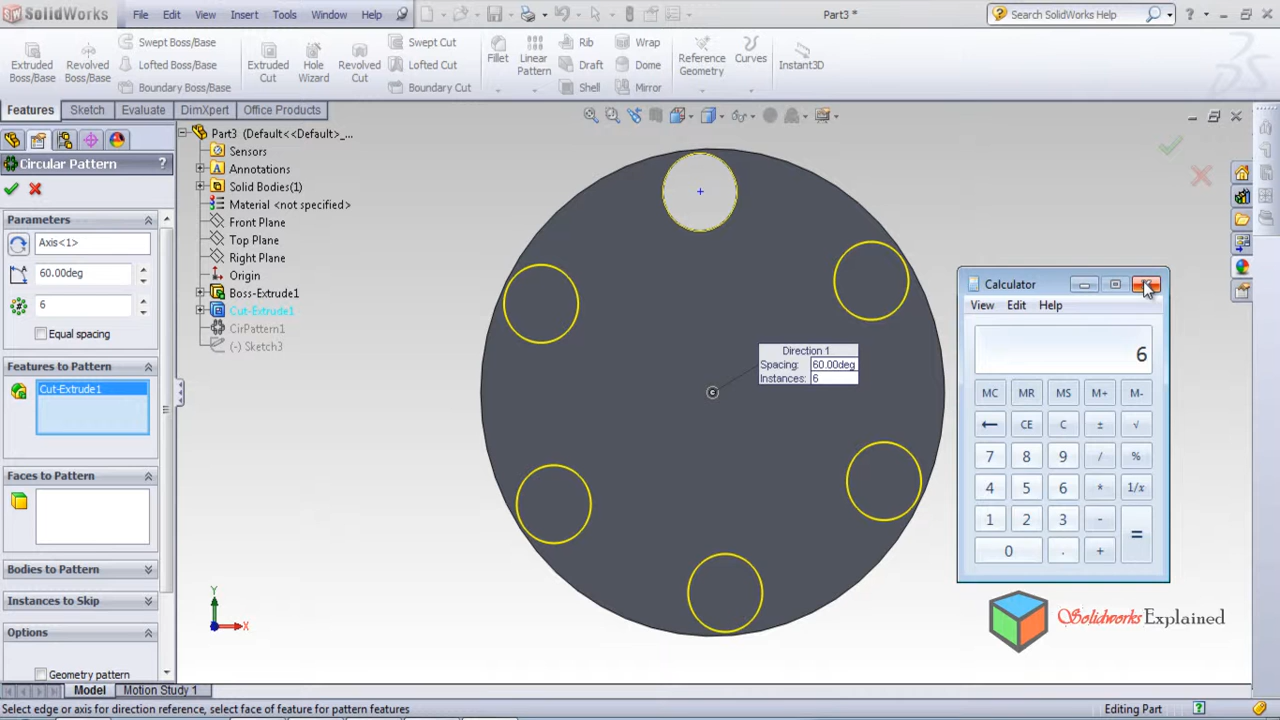 SolidWorks
File Edit View Insert Tools Window Help
Part3 *
Search SolidWorks Help
Extruded Boss/Base
Revolved Boss/Base
Swept Boss/Base
Lofted Boss/Base
Boundary Boss/Base
Extruded Cut
Hole Wizard
Revolved Cut
Swept Cut
Lofted Cut
Boundary Cut
Fillet
Linear Pattern
Rib
Draft
Shell
Wrap
Dome
Mirror
Reference Geometry
Curves
Instant3D
Features Sketch Evaluate DimXpert Office Products
Circular Pattern ?
Parameters
Axis<1>
60.00deg
6
Equal spacing
Features to Pattern
Cut-Extrude1
Faces to Pattern
Bodies to Pattern
Instances to Skip
Options
Geometry pattern
Part3 (Default<<Default>_...
Sensors
Annotations
Solid Bodies(1)
Material <not specified>
Front Plane
Top Plane
Right Plane
Origin
Boss-Extrude1
Cut-Extrude1
CirPattern1
(-) Sketch3
Direction 1
Spacing: 60.00deg
Instances: 6
Calculator
View Edit Help
6
MC MR MS M+ M-
← CE C ± √
7 8 9 / %
4 5 6 * 1/x
1 2 3 - =
0 . +
Solidworks Explained
Y
X
Model Motion Study 1
Select edge or axis for direction reference, select face of feature for pattern features
Editing Part